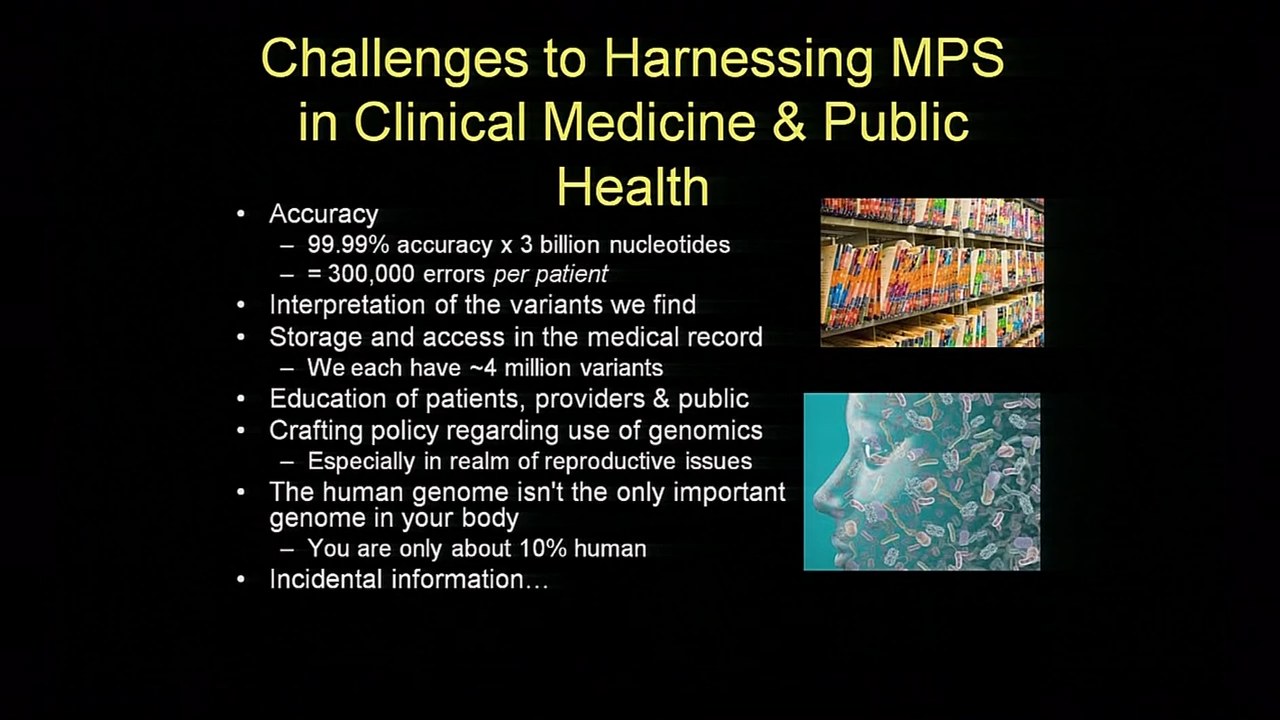 Challenges to Harnessing MPS
in Clinical Medicine & Public
Health
• Accuracy
– 99.99% accuracy x 3 billion nucleotides
– = 300,000 errors per patient
• Interpretation of the variants we find
• Storage and access in the medical record
– We each have ~4 million variants
• Education of patients, providers & public
• Crafting policy regarding use of genomics
– Especially in realm of reproductive issues
• The human genome isn't the only important
genome in your body
– You are only about 10% human
• Incidental information…